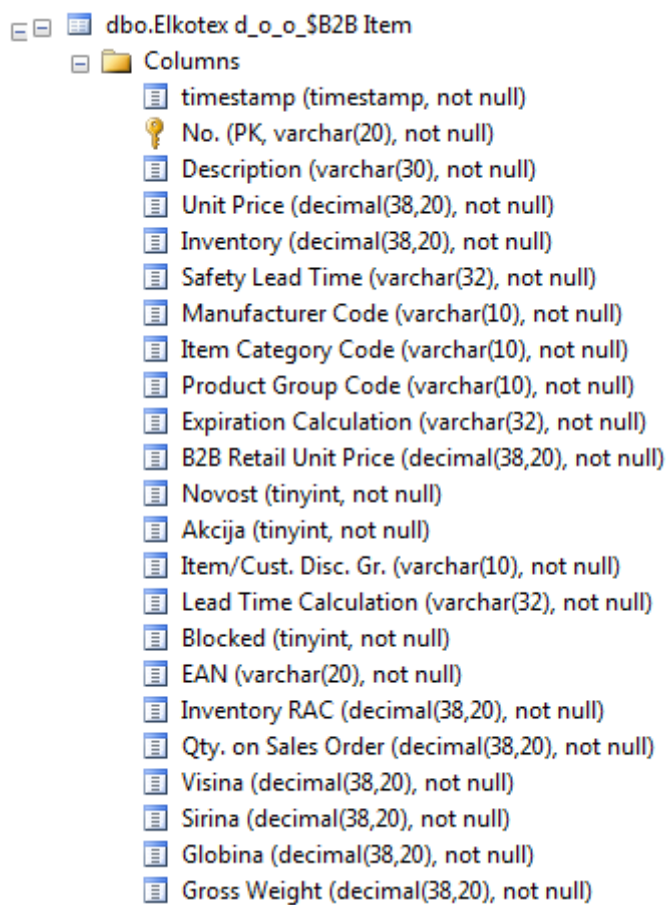 dbo.Elkotex d_o_o_$B2B Item
Columns
timestamp (timestamp, not null)
No. (PK, varchar(20), not null)
Description (varchar(30), not null)
Unit Price (decimal(38,20), not null)
Inventory (decimal(38,20), not null)
Safety Lead Time (varchar(32), not null)
Manufacturer Code (varchar(10), not null)
Item Category Code (varchar(10), not null)
Product Group Code (varchar(10), not null)
Expiration Calculation (varchar(32), not null)
B2B Retail Unit Price (decimal(38,20), not null)
Novost (tinyint, not null)
Akcija (tinyint, not null)
Item/Cust. Disc. Gr. (varchar(10), not null)
Lead Time Calculation (varchar(32), not null)
Blocked (tinyint, not null)
EAN (varchar(20), not null)
Inventory RAC (decimal(38,20), not null)
Qty. on Sales Order (decimal(38,20), not null)
Visina (decimal(38,20), not null)
Sirina (decimal(38,20), not null)
Globina (decimal(38,20), not null)
Gross Weight (decimal(38,20), not null)